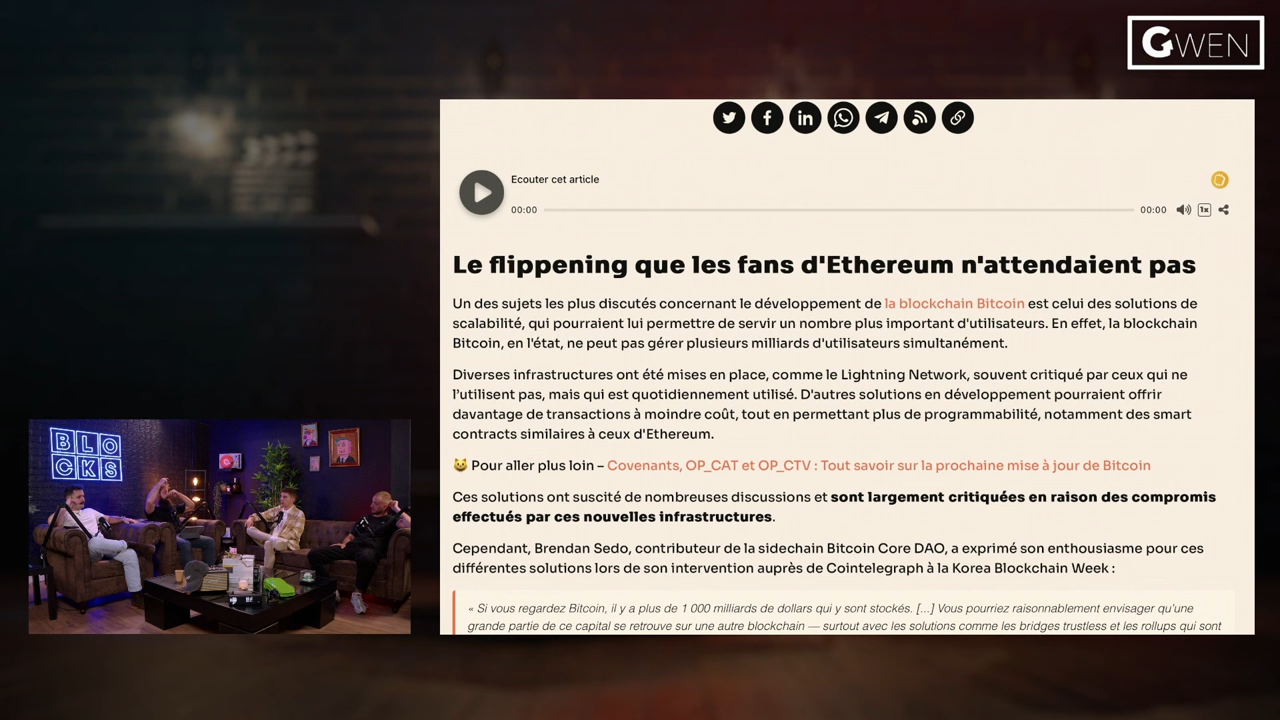 GWEN
Ecouter cet article
00:00
00:00
1x
Le flippening que les fans d'Ethereum n'attendaient pas
Un des sujets les plus discutés concernant le développement de la blockchain Bitcoin est celui des solutions de
scalabilité, qui pourraient lui permettre de servir un nombre plus important d'utilisateurs. En effet, la blockchain
Bitcoin, en l'état, ne peut pas gérer plusieurs milliards d'utilisateurs simultanément.
Diverses infrastructures ont été mises en place, comme le Lightning Network, souvent critiqué par ceux qui ne
l’utilisent pas, mais qui est quotidiennement utilisé. D'autres solutions en développement pourraient offrir
davantage de transactions à moindre coût, tout en permettant plus de programmabilité, notamment des smart
contracts similaires à ceux d'Ethereum.
😺 Pour aller plus loin – Covenants, OP_CAT et OP_CTV : Tout savoir sur la prochaine mise à jour de Bitcoin
Ces solutions ont suscité de nombreuses discussions et sont largement critiquées en raison des compromis
effectués par ces nouvelles infrastructures.
Cependant, Brendan Sedo, contributeur de la sidechain Bitcoin Core DAO, a exprimé son enthousiasme pour ces
différentes solutions lors de son intervention auprès de Cointelegraph à la Korea Blockchain Week :
« Si vous regardez Bitcoin, il y a plus de 1 000 milliards de dollars qui y sont stockés. [...] Vous pourriez raisonnablement envisager qu’une
grande partie de ce capital se retrouve sur une autre blockchain — surtout avec les solutions comme les bridges trustless et les rollups qui sont
BLO
CKS